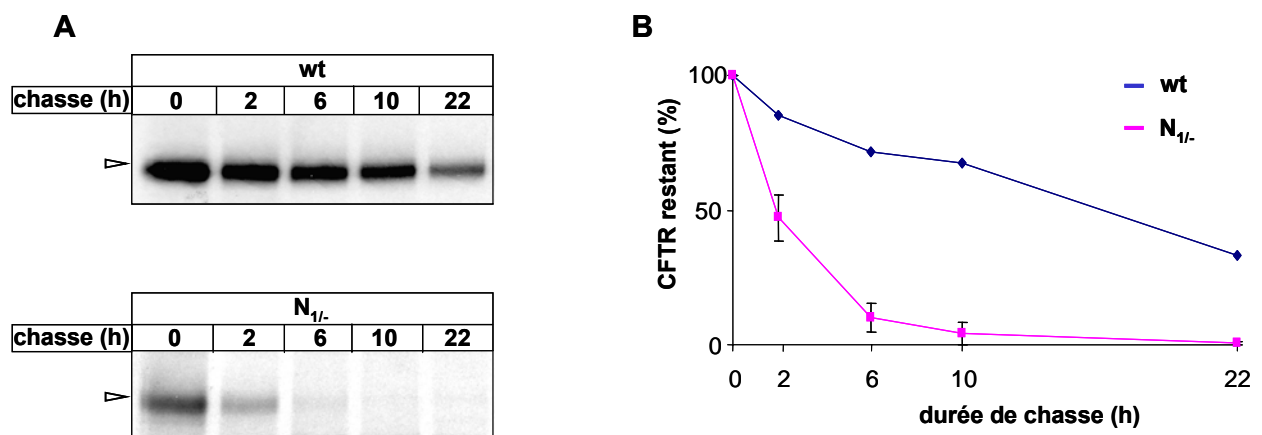 A
wt
chasse (h) 0 2 6 10 22
N1/-
chasse (h) 0 2 6 10 22
B
100
50
0
CFTR restant (%)
0 2 6 10 22
durée de chasse (h)
wt
N1/-